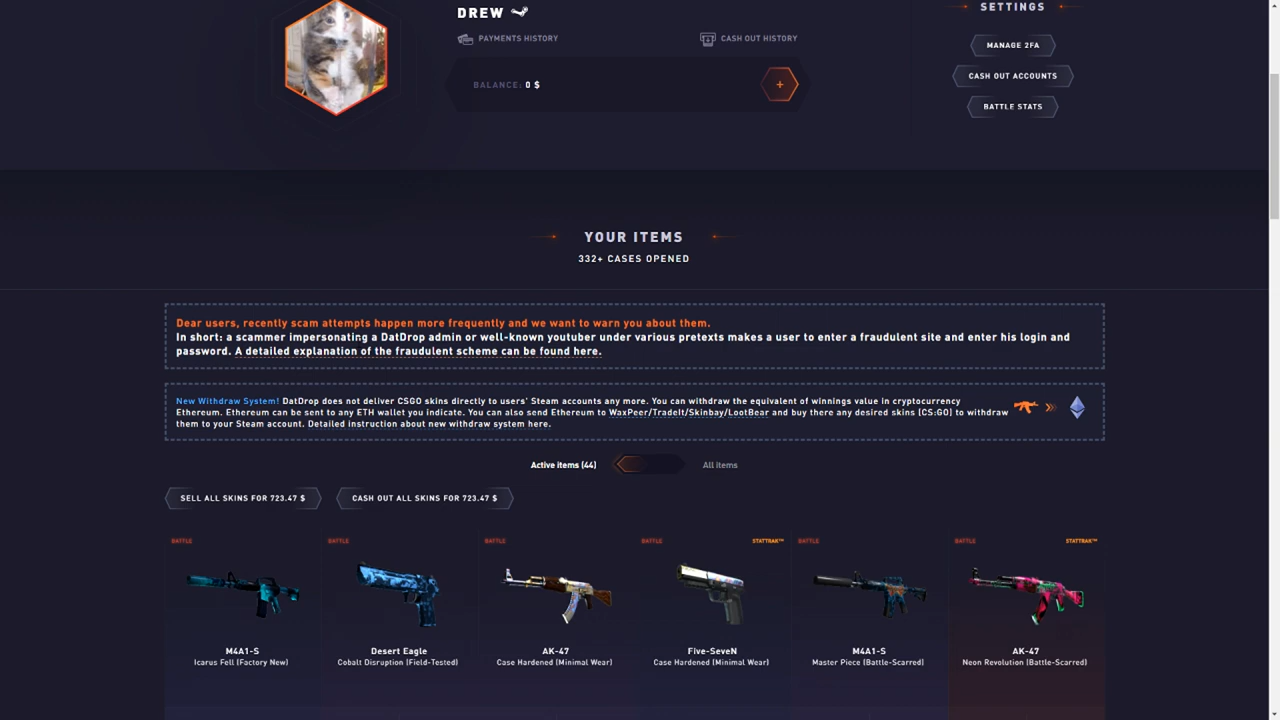 DREW
SETTINGS
PAYMENTS HISTORY
CASH OUT HISTORY
MANAGE 2FA
BALANCE: 0 $
+
CASH OUT ACCOUNTS
BATTLE STATS
YOUR ITEMS
332+ CASES OPENED
Dear users, recently scam attempts happen more frequently and we want to warn you about them.
In short: a scammer impersonating a DatDrop admin or well-known youtuber under various pretexts makes a user to enter a fraudulent site and enter his login and
password. A detailed explanation of the fraudulent scheme can be found here.
New Withdraw System! DatDrop does not deliver CSGO skins directly to users' Steam accounts any more. You can withdraw the equivalent of winnings value in cryptocurrency
Ethereum. Ethereum can be sent to any ETH wallet you indicate. You can also send Ethereum to WaxPeer/TradeIt/Skinbay/LootBear and buy there any desired skins (CS:GO) to withdraw
them to your Steam account. Detailed instruction about new withdraw system here.
Active items (44)
All items
SELL ALL SKINS FOR 723.47 $
CASH OUT ALL SKINS FOR 723.47 $
BATTLE
BATTLE
BATTLE
BATTLE
STATTRAK™
BATTLE
BATTLE
STATTRAK™
M4A1-S
Icarus Fell (Factory New)
Desert Eagle
Cobalt Disruption (Field-Tested)
AK-47
Case Hardened (Minimal Wear)
Five-SeveN
Case Hardened (Minimal Wear)
M4A1-S
Master Piece (Battle-Scarred)
AK-47
Neon Revolution (Battle-Scarred)